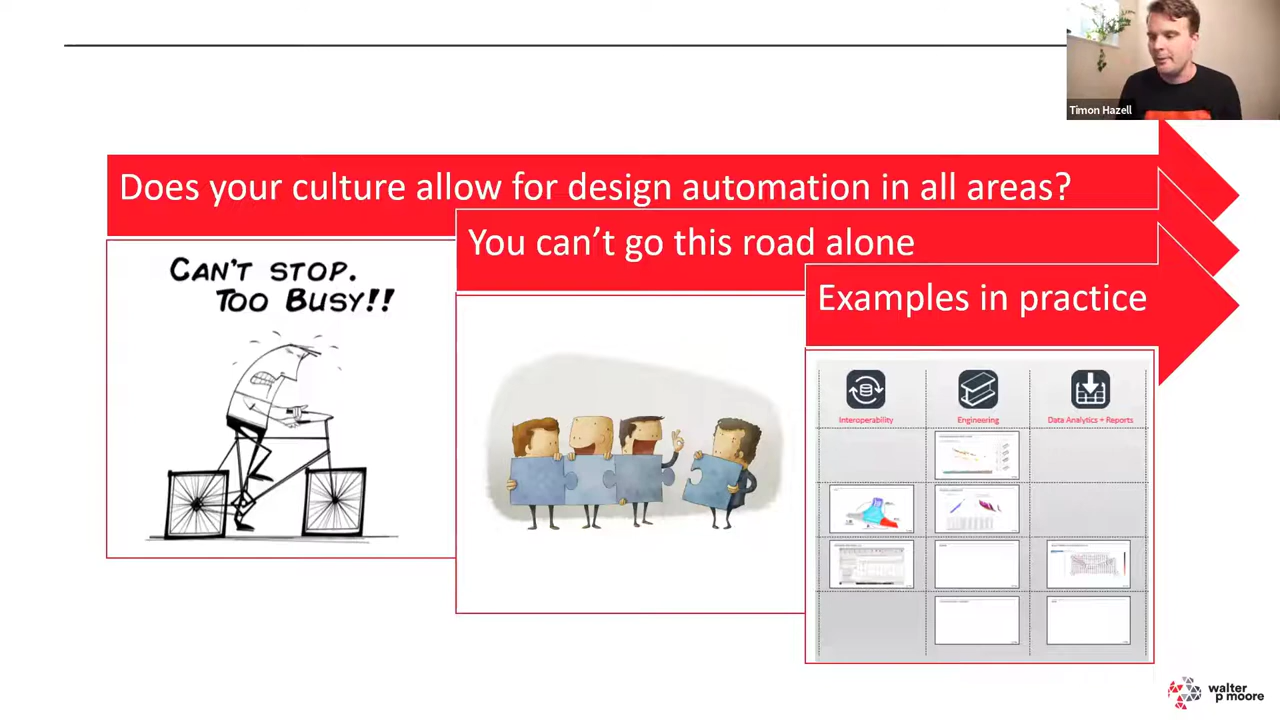 Timon Hazell
Does your culture allow for design automation in all areas?
You can't go this road alone
Examples in practice
CAN'T STOP.
TOO BUSY!!
Interoperability
Engineering
Data Analytics + Reports
walter
p moore